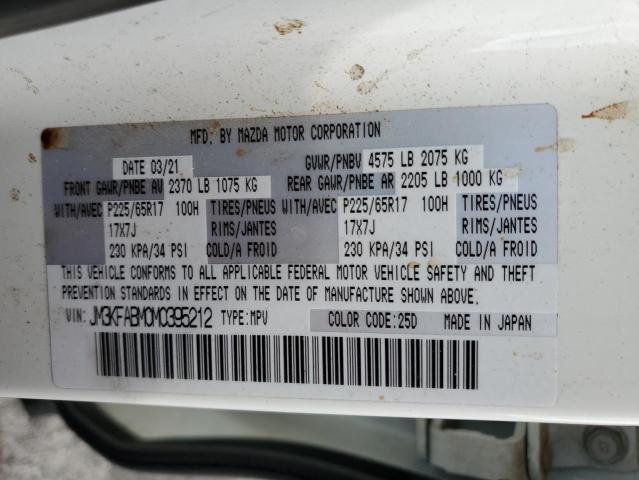 MFD. BY MAZDA MOTOR CORPORATION
DATE 03/21 GVWR/PNBV 4575 LB 2075 KG
FRONT GAWR/PNBE AV 2370 LB 1075 KG REAR GAWR/PNBE AR 2205 LB 1000 KG
WITH/AVEC P225/65R17 100H TIRES/PNEUS WITH/AVEC P225/65R17 100H TIRES/PNEUS
17X7J RIMS/JANTES 17X7J RIMS/JANTES
230 KPA/34 PSI COLD/A FROID 230 KPA/34 PSI COLD/A FROID
THIS VEHICLE CONFORMS TO ALL APPLICABLE FEDERAL MOTOR VEHICLE SAFETY AND THEFT
PREVENTION STANDARDS IN EFFECT ON THE DATE OF MANUFACTURE SHOWN ABOVE.
VIN: JM3KFABM0M0395212 TYPE:MPV COLOR CODE:25D MADE IN JAPAN